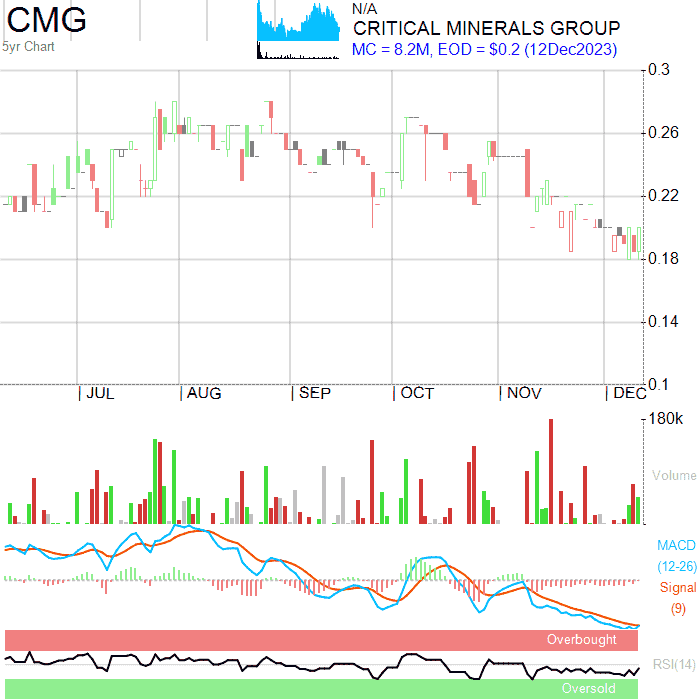 CMG
5yr Chart
N/A
CRITICAL MINERALS GROUP
MC = 8.2M, EOD = $0.2 (12Dec2023)
0.3
0.26
0.22
0.18
0.14
0.1
| JUL | AUG | SEP | OCT | NOV | DEC
180k
Volume
MACD
(12-26)
Signal
(9)
Overbought
RSI(14)
Oversold